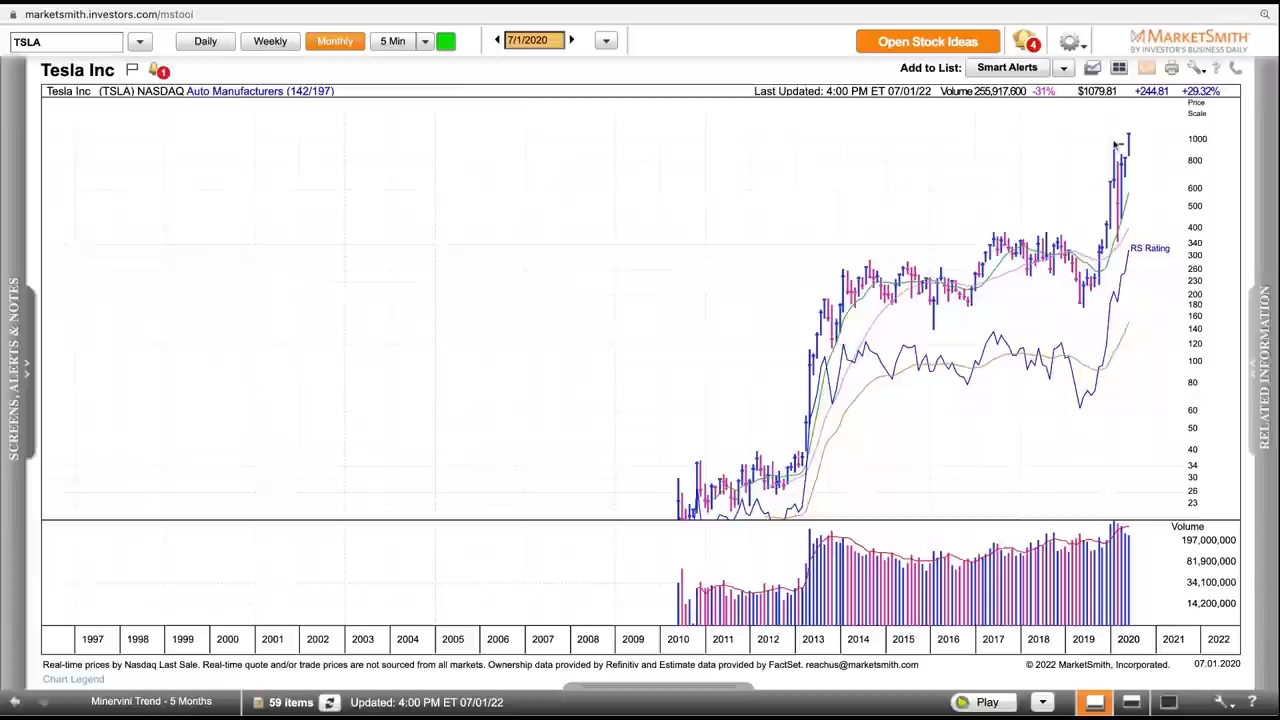 marketsmith.investors.com/mstool
TSLA Daily Weekly Monthly 5 Min 7/1/2020 Open Stock Ideas 4 MARKETSMITH
BY INVESTOR'S BUSINESS DAILY
Tesla Inc 1 Add to List: Smart Alerts ?
Tesla Inc (TSLA) NASDAQ Auto Manufacturers (142/197) Last Updated: 4:00 PM ET 07/01/22 Volume 255,917,600 -31% $1079.81 +244.81 +29.32%
Price
Scale
1000
800
600
500
400
340
RS Rating
300
260
230
200
180
160
140
120
100
80
60
50
40
34
30
26
23
Volume
197,000,000
81,900,000
34,100,000
14,200,000
1997 1998 1999 2000 2001 2002 2003 2004 2005 2006 2007 2008 2009 2010 2011 2012 2013 2014 2015 2016 2017 2018 2019 2020 2021 2022
Real-time prices by Nasdaq Last Sale. Real-time quote and/or trade prices are not sourced from all markets. Ownership data provided by Refinitiv and Estimate data provided by FactSet. reachus@marketsmith.com © 2022 MarketSmith, Incorporated. 07.01.2020
Chart Legend
SCREENS, ALERTS & NOTES
RELATED INFORMATION
Minervini Trend - 5 Months 59 items Updated: 4:00 PM ET 07/01/22 Play ?